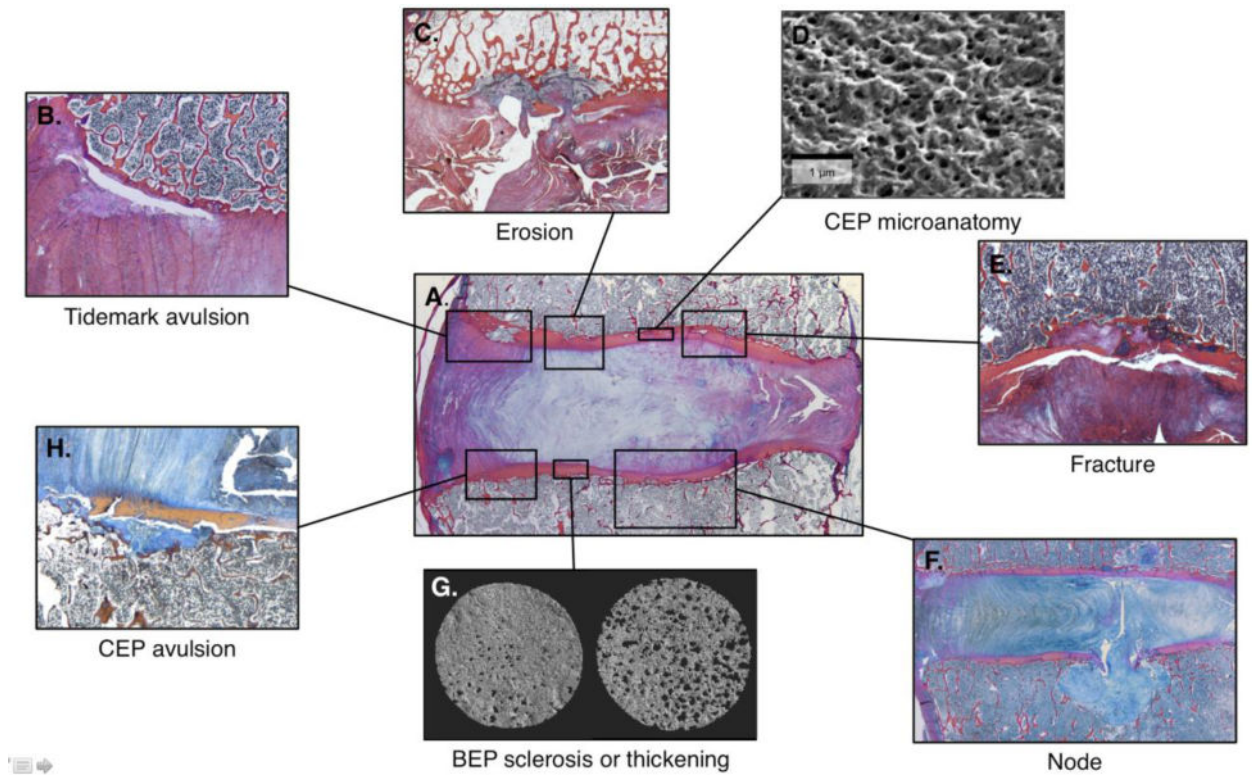 C.
D.
1 µm
B.
Erosion
CEP microanatomy
E.
A.
Tidemark avulsion
Fracture
H.
F.
G.
CEP avulsion
BEP sclerosis or thickening
Node